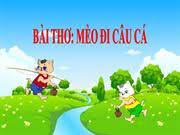 BÀI THƠ: MÈO ĐI CÂU CÁ